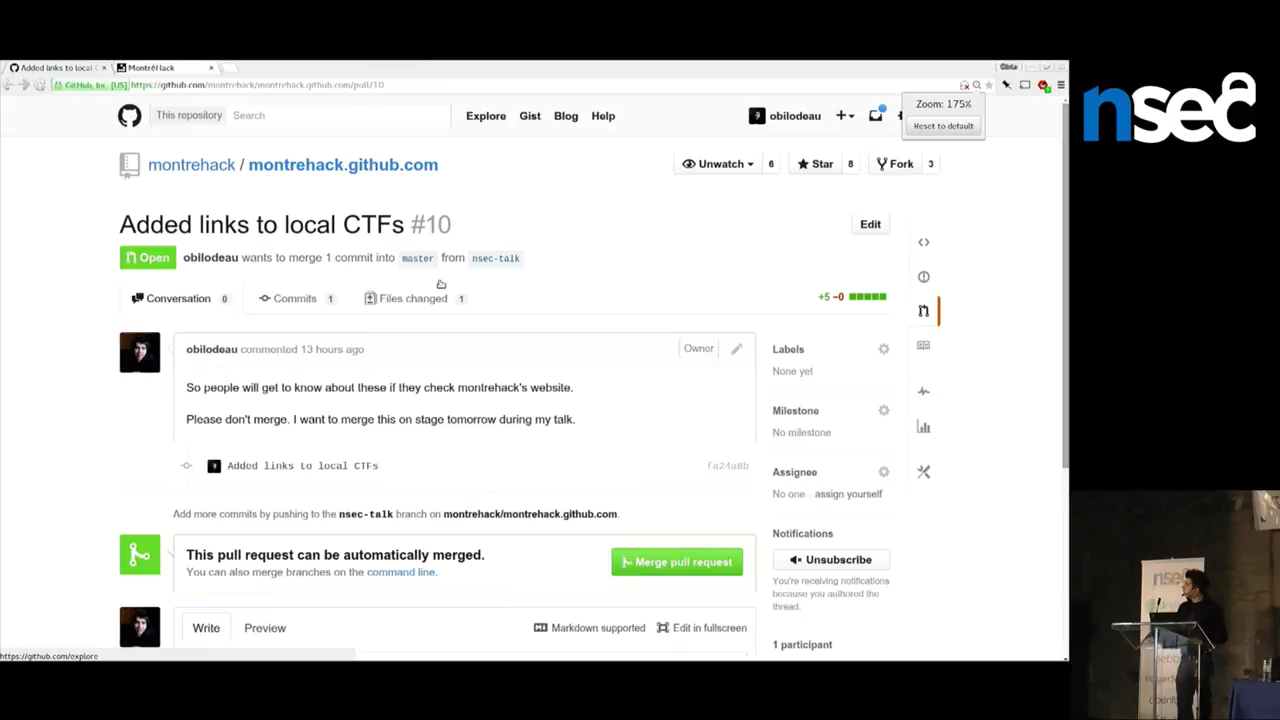 Added links to local C
MontréHack
GitHub, Inc. [US] https://github.com/montrehack/montrehack.github.com/pull/10
Zoom: 175%
Reset to default
This repository Search
Explore Gist Blog Help
obilodeau
montrehack / montrehack.github.com
Unwatch 6 Star 8 Fork 3
Added links to local CTFs #10
Edit
Open obilodeau wants to merge 1 commit into master from nsec-talk
Conversation 0 Commits 1 Files changed 1
+5 −0
obilodeau commented 13 hours ago
Owner
So people will get to know about these if they check montrehack's website.
Please don't merge. I want to merge this on stage tomorrow during my talk.
Added links to local CTFs fa24a8b
Add more commits by pushing to the nsec-talk branch on montrehack/montrehack.github.com.
This pull request can be automatically merged.
You can also merge branches on the command line.
Merge pull request
Write Preview
Markdown supported Edit in fullscreen
Labels
None yet
Milestone
No milestone
Assignee
No one – assign yourself
Notifications
Unsubscribe
You're receiving notifications
because you authored the
thread.
1 participant
https://github.com/explore
nsec
nsec